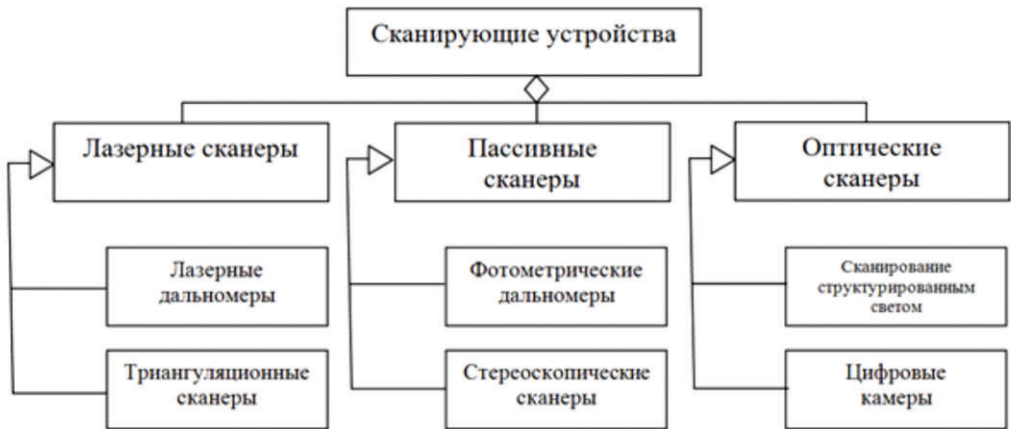 Сканирующие устройства
Лазерные сканеры
Пассивные
сканеры
Оптические
сканеры
Лазерные
дальномеры
Фотометрические
дальномеры
Сканирование
структурированным
светом
Триангуляционные
сканеры
Стереоскопические
сканеры
Цифровые
камеры